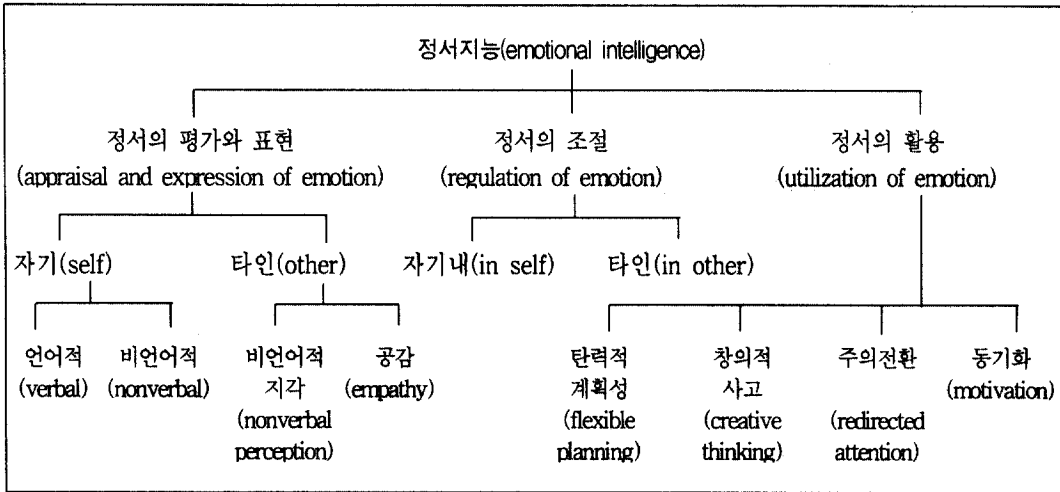 정서지능(emotional intelligence)
정서의 평가와 표현 정서의 조절 정서의 활용
(appraisal and expression of emotion) (regulation of emotion) (utilization of emotion)
자기(self) 타인(other) 자기내(in self) 타인(in other)
언어적 비언어적 비언어적 공감 탄력적 창의적 주의전환 동기화
(verbal) (nonverbal) 지각 (empathy) 계획성 사고 (motivation)
(nonverbal (flexible (creative (redirected
perception) planning) thinking) attention)